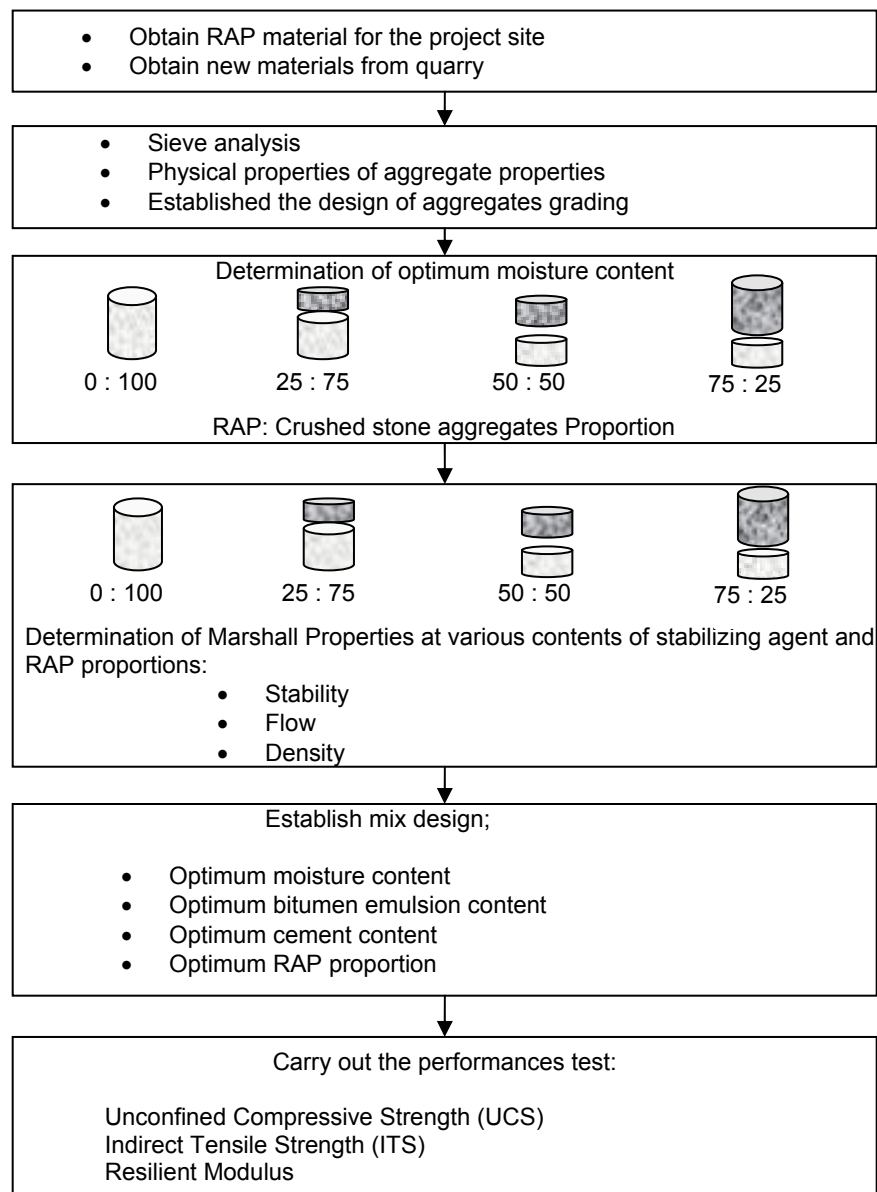 • Obtain RAP material for the project site
• Obtain new materials from quarry
• Sieve analysis
• Physical properties of aggregate properties
• Established the design of aggregates grading
Determination of optimum moisture content
0 : 100 25 : 75 50 : 50 75 : 25
RAP: Crushed stone aggregates Proportion
0 : 100 25 : 75 50 : 50 75 : 25
Determination of Marshall Properties at various contents of stabilizing agent and
RAP proportions:
• Stability
• Flow
• Density
Establish mix design;
• Optimum moisture content
• Optimum bitumen emulsion content
• Optimum cement content
• Optimum RAP proportion
Carry out the performances test:
Unconfined Compressive Strength (UCS)
Indirect Tensile Strength (ITS)
Resilient Modulus